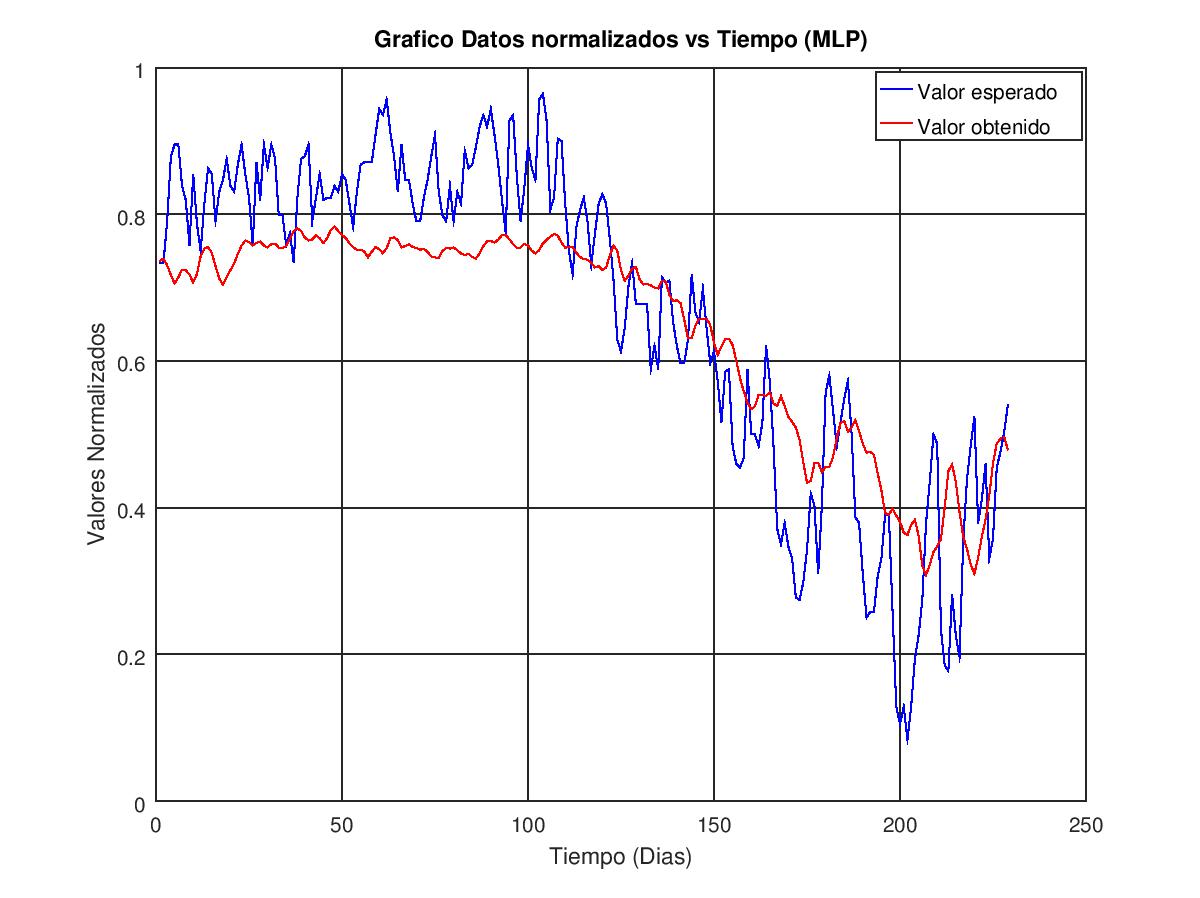 Grafico Datos normalizados vs Tiempo (MLP)
Valor esperado
Valor obtenido
1
0.8
0.6
0.4
0.2
0
Valores Normalizados
0 50 100 150 200 250
Tiempo (Dias)